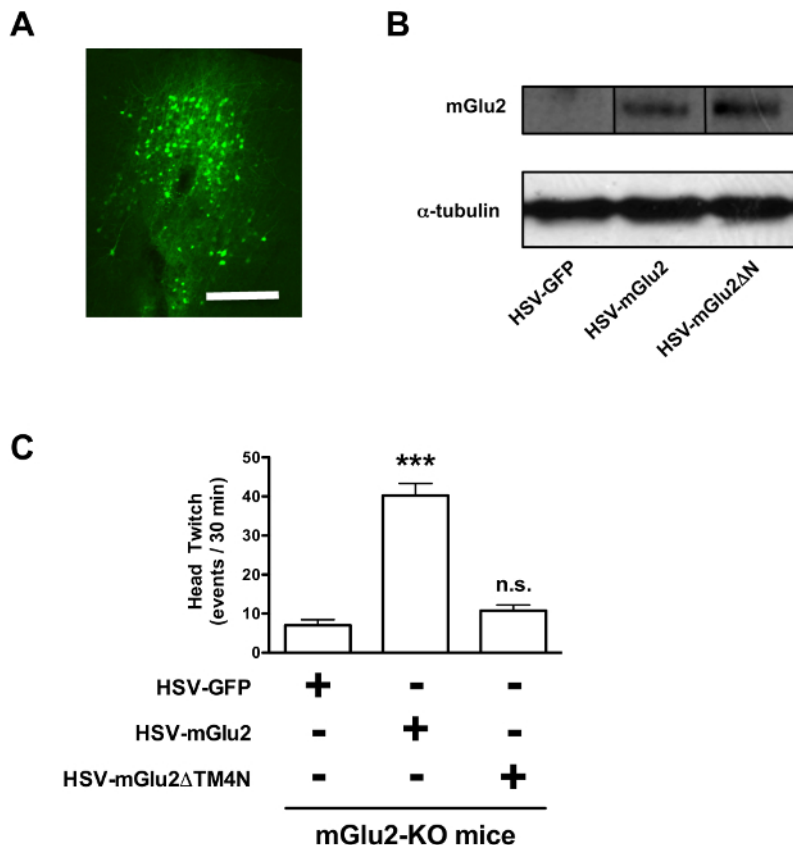 A
B
mGlu2
α-tubulin
HSV-GFP
HSV-mGlu2
HSV-mGlu2ΔN
C
Head Twitch
(events / 30 min)
50
40
30
20
10
0
***
n.s.
HSV-GFP + - -
HSV-mGlu2 - + -
HSV-mGlu2ΔTM4N - - +
mGlu2-KO mice